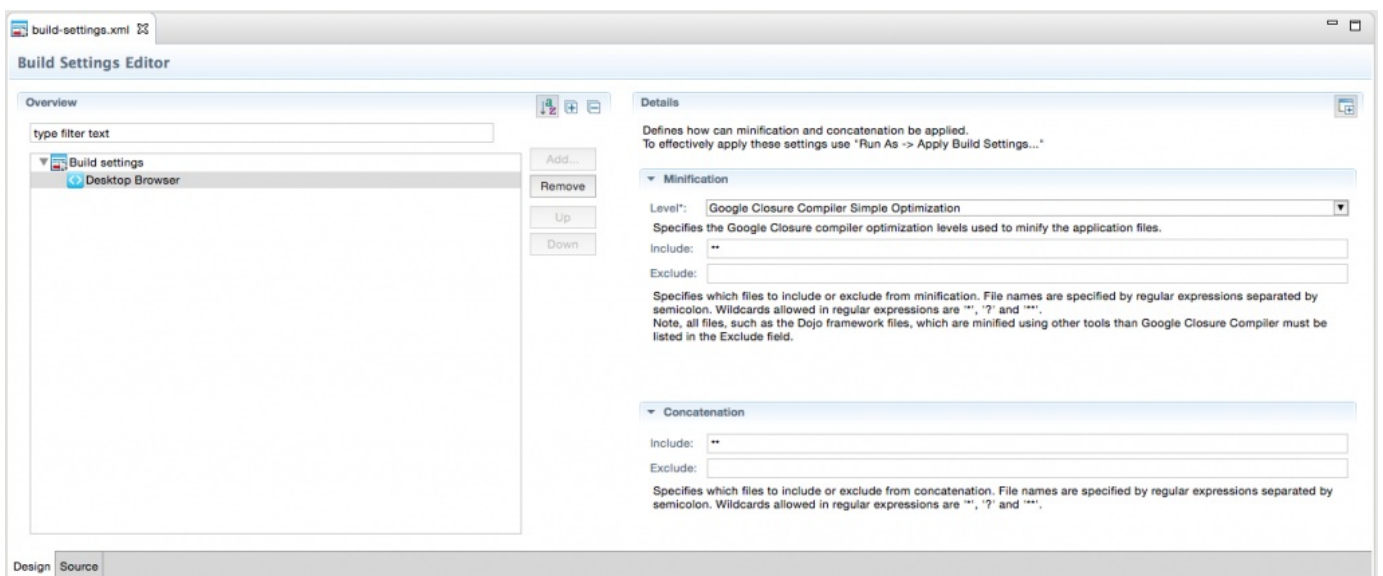 build-settings.xml
Build Settings Editor
Overview
type filter text
Build settings
Desktop Browser
Add...
Remove
Up
Down
Details
Defines how can minification and concatenation be applied.
To effectively apply these settings use "Run As -> Apply Build Settings..."
Minification
Level*: Google Closure Compiler Simple Optimization
Specifies the Google Closure compiler optimization levels used to minify the application files.
Include: **
Exclude:
Specifies which files to include or exclude from minification. File names are specified by regular expressions separated by
semicolon. Wildcards allowed in regular expressions are '*', '?' and '**'.
Note, all files, such as the Dojo framework files, which are minified using other tools than Google Closure Compiler must be
listed in the Exclude field.
Concatenation
Include: **
Exclude:
Specifies which files to include or exclude from concatenation. File names are specified by regular expressions separated by
semicolon. Wildcards allowed in regular expressions are '*', '?' and '**'.
Design Source